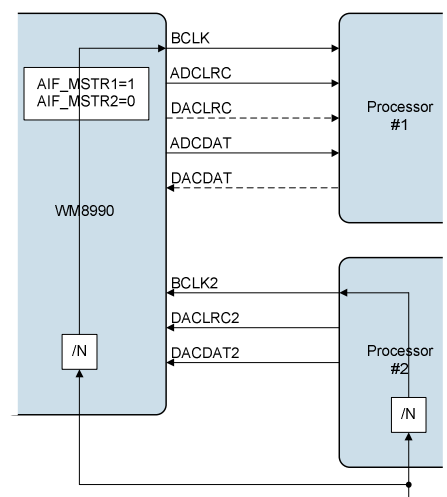 BCLK
AIF_MSTR1=1
AIF_MSTR2=0
ADCLRC
DACLRC
ADCDAT
DACDAT
Processor
#1
WM8990
BCLK2
DACLRC2
DACDAT2
/N
Processor
#2
/N